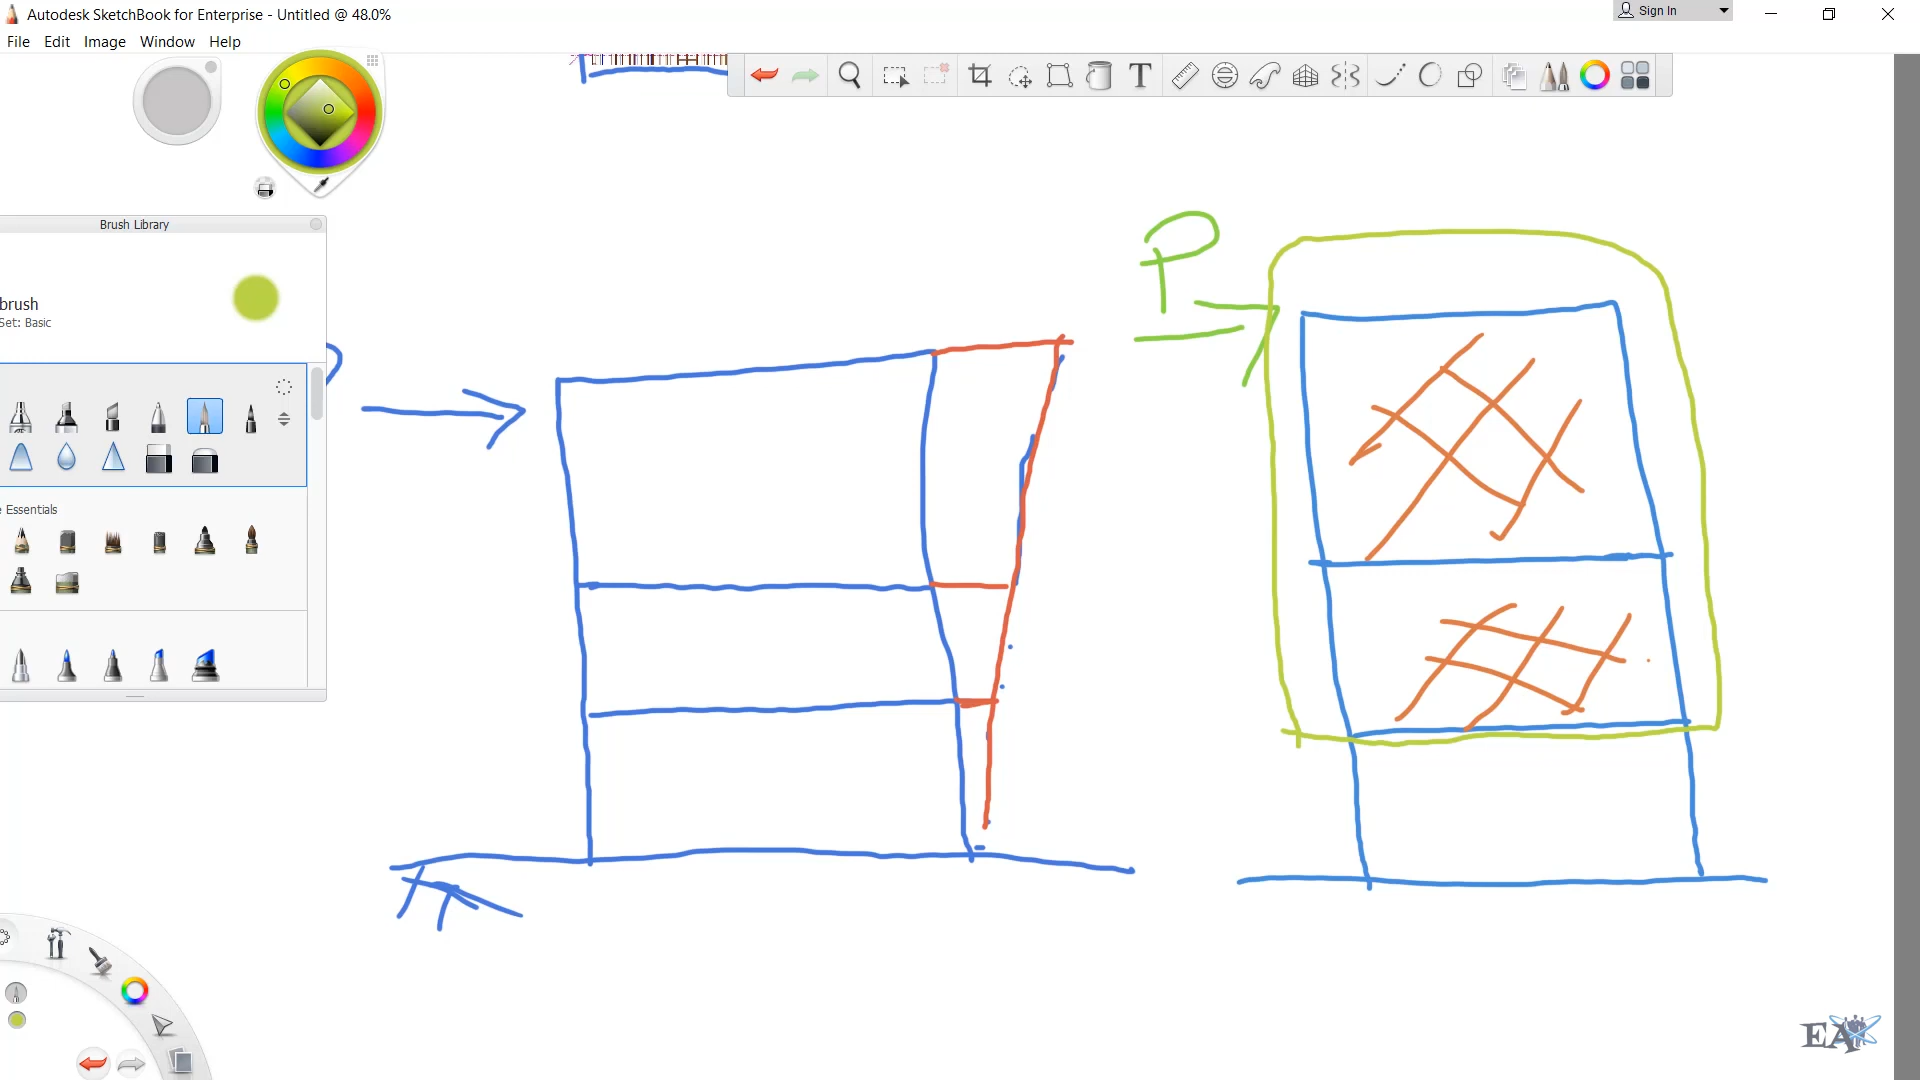 Autodesk SketchBook for Enterprise - Untitled @ 48.0%
Sign In
File Edit Image Window Help
T
Brush Library
brush
Set: Basic
P
Essentials
EA